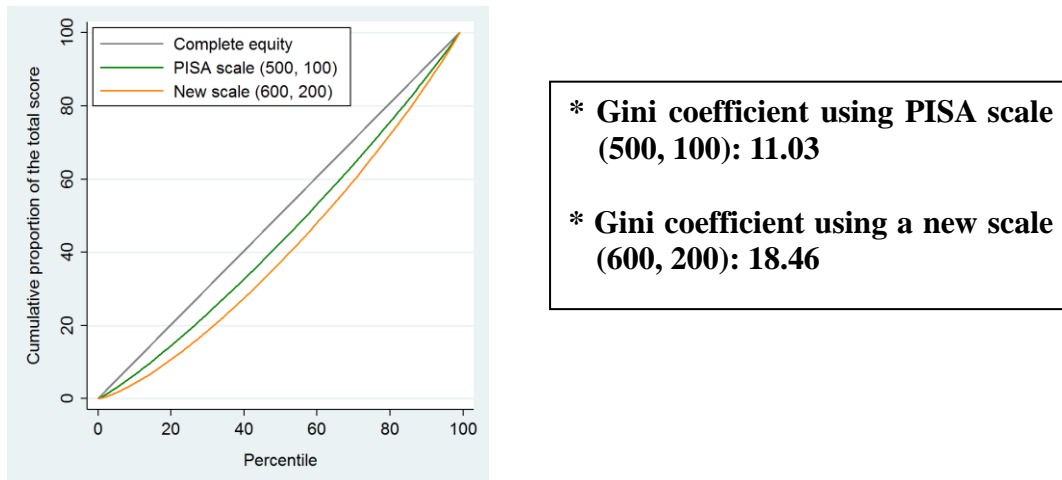 Complete equity
PISA scale (500, 100)
New scale (600, 200)
Cumulative proportion of the total score
100
80
60
40
20
0
0 20 40 60 80 100
Percentile
* Gini coefficient using PISA scale
(500, 100): 11.03
* Gini coefficient using a new scale
(600, 200): 18.46